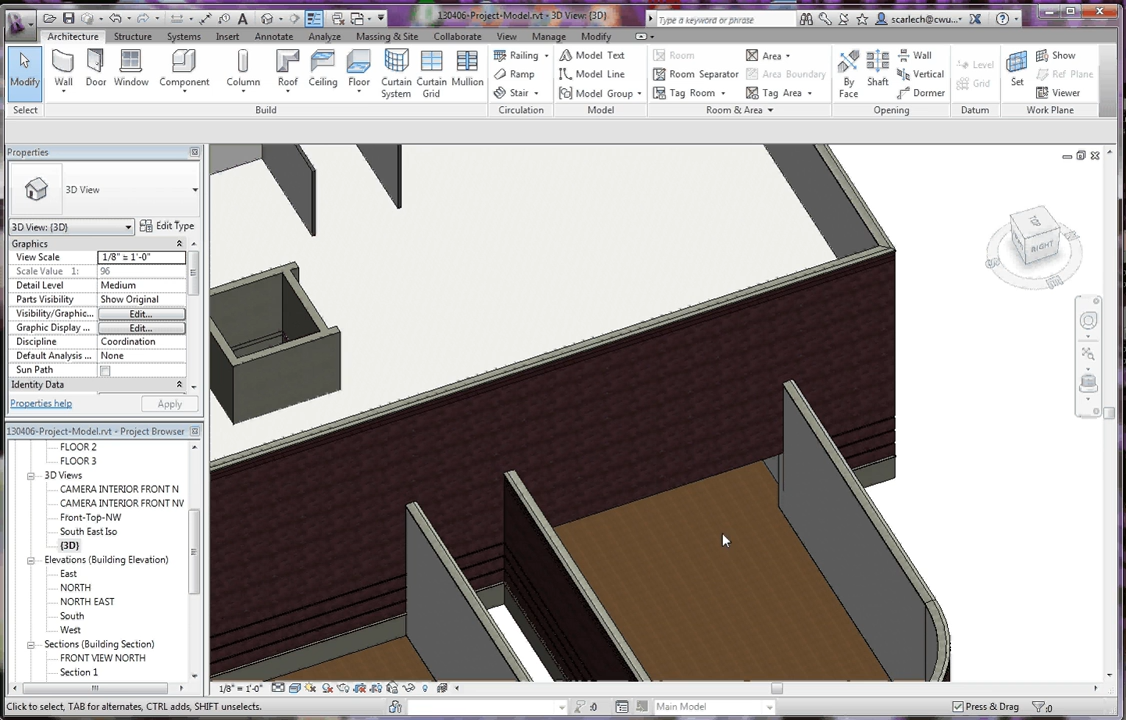 130406-Project-Model.rvt - 3D View: {3D}
Type a keyword or phrase
scarlech@cwu...
Architecture Structure Systems Insert Annotate Analyze Massing & Site Collaborate View Manage Modify
Modify
Wall
Door
Window
Component
Column
Roof
Ceiling
Floor
Curtain System
Curtain Grid
Mullion
Railing
Ramp
Stair
Model Text
Model Line
Model Group
Room
Room Separator
Tag Room
Area
Area Boundary
Tag Area
By Face
Shaft
Wall
Vertical
Dormer
Level
Grid
Set
Show
Ref Plane
Viewer
Select Build Circulation Model Room & Area Opening Datum Work Plane
Properties
3D View
3D View: {3D} Edit Type
Graphics
View Scale 1/8" = 1'-0"
Scale Value 1: 96
Detail Level Medium
Parts Visibility Show Original
Visibility/Graphic... Edit...
Graphic Display ... Edit...
Discipline Coordination
Default Analysis ... None
Sun Path
Identity Data
Properties help Apply
130406-Project-Model.rvt - Project Browser
FLOOR 2
FLOOR 3
3D Views
CAMERA INTERIOR FRONT N
CAMERA INTERIOR FRONT NV
Front-Top-NW
South East Iso
{3D}
Elevations (Building Elevation)
East
NORTH
NORTH EAST
South
West
Sections (Building Section)
FRONT VIEW NORTH
Section 1
RIGHT
1/8" = 1'-0"
Click to select, TAB for alternates, CTRL adds, SHIFT unselects.
:0
Main Model
Press & Drag
:0